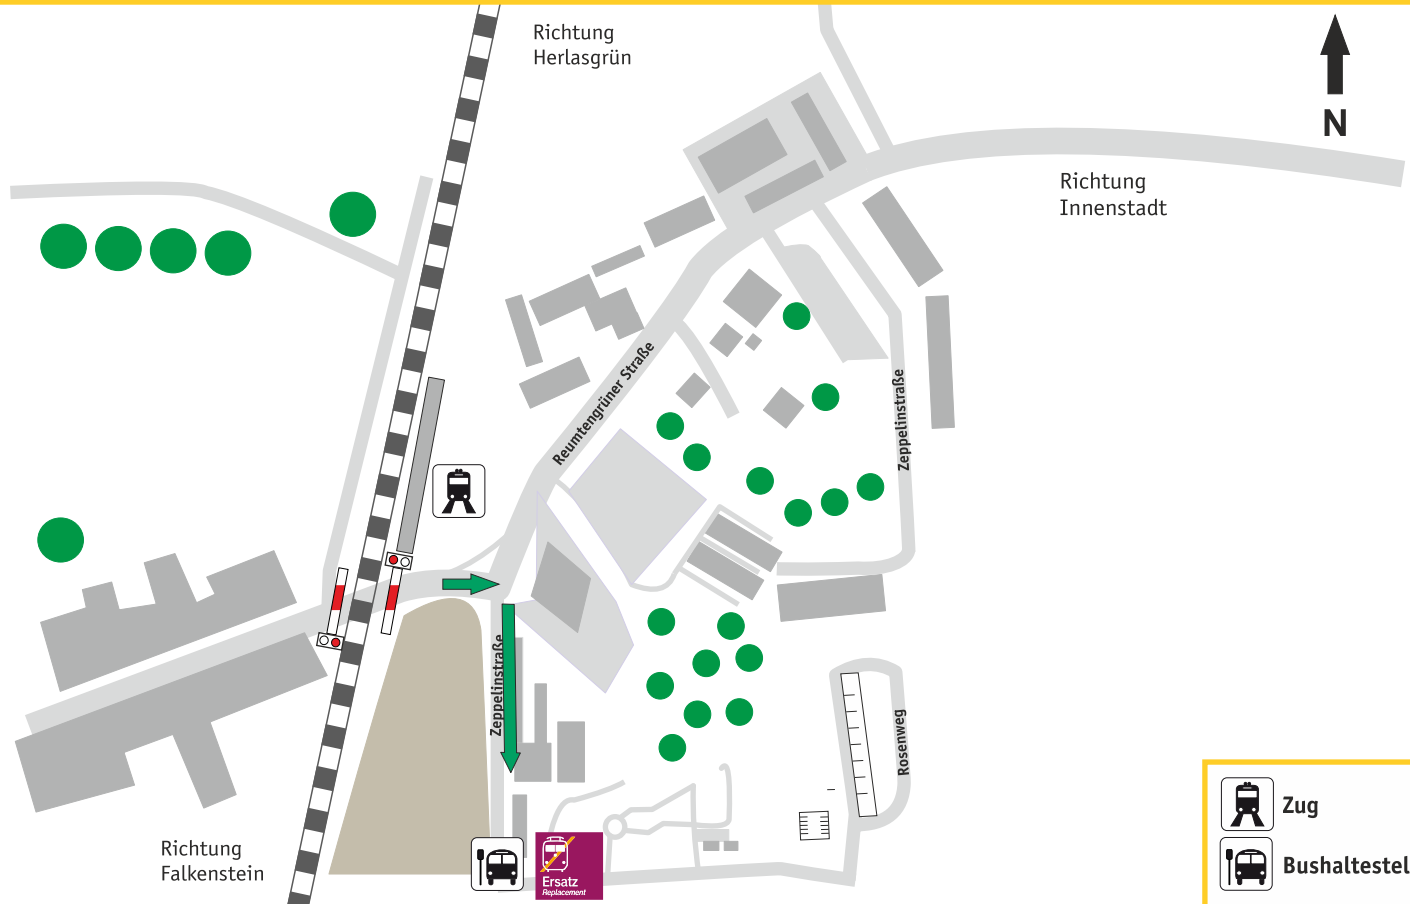 Richtung
Herlasgrün
N
Richtung
Innenstadt
Reumtengrüner Straße
Zeppelinstraße
Zeppelinstraße
Rosenweg
Richtung
Falkenstein
Ersatz
Replacement
Zug
Bushaltestel